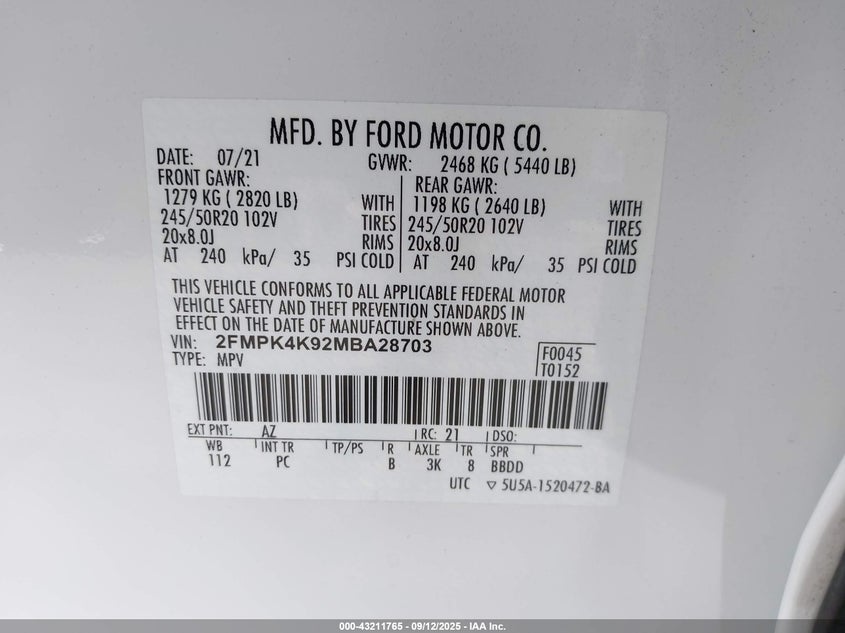 MFD. BY FORD MOTOR CO.
DATE: 07/21 GVWR: 2468 KG ( 5440 LB)
FRONT GAWR: REAR GAWR:
1279 KG ( 2820 LB) WITH 1198 KG ( 2640 LB) WITH
245/50R20 102V TIRES 245/50R20 102V TIRES
20x8.0J RIMS 20x8.0J RIMS
AT 240 kPa/ 35 PSI COLD AT 240 kPa/ 35 PSI COLD
THIS VEHICLE CONFORMS TO ALL APPLICABLE FEDERAL MOTOR
VEHICLE SAFETY AND THEFT PREVENTION STANDARDS IN
EFFECT ON THE DATE OF MANUFACTURE SHOWN ABOVE.
VIN: 2FMPK4K92MBA28703
TYPE: MPV
F0045
T0152
EXT PNT: AZ RC: 21 DSO:
WB INT TR TP/PS R AXLE TR SPR
112 PC B 3K 8 BBDD
UTC ▽ 5U5A-1520472-BA
000-43211765 - 09/12/2025 - IAA Inc.